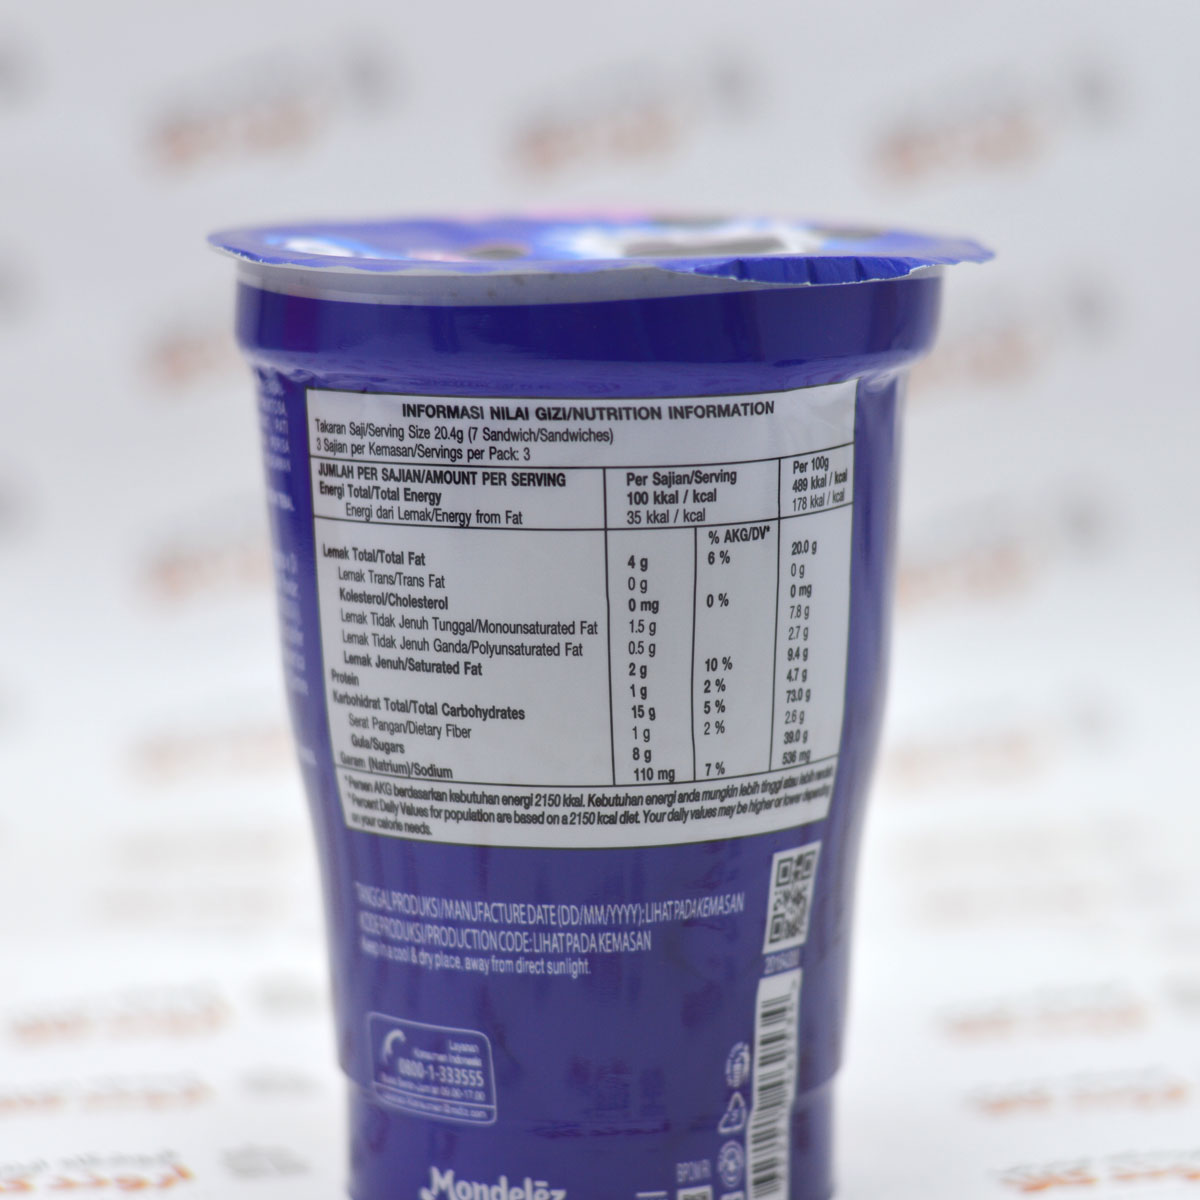 INFORMASI NILAI GIZI/NUTRITION INFORMATION
Takaran Saji/Serving Size 20.4g (7 Sandwich/Sandwiches)
3 Sajian per Kemasan/Servings per Pack: 3
JUMLAH PER SAJIAN/AMOUNT PER SERVING Per Sajian/Serving Per 100g
Energi Total/Total Energy 100 kkal / kcal 489 kkal / kcal
Energi dari Lemak/Energy from Fat 35 kkal / kcal 178 kkal / kcal
% AKG/DV*
Lemak Total/Total Fat 4 g 6 % 20.0 g
Lemak Trans/Trans Fat 0 g 0 g
Kolesterol/Cholesterol 0 mg 0 % 0 mg
Lemak Tidak Jenuh Tunggal/Monounsaturated Fat 1.5 g 7.8 g
Lemak Tidak Jenuh Ganda/Polyunsaturated Fat 0.5 g 2.7 g
Lemak Jenuh/Saturated Fat 2 g 10 % 9.4 g
Protein 1 g 2 % 4.7 g
Karbohidrat Total/Total Carbohydrates 15 g 5 % 73.0 g
Serat Pangan/Dietary Fiber 1 g 2 % 2.6 g
Gula/Sugars 8 g 39.0 g
Garam (Natrium)/Sodium 110 mg 7 % 536 mg
*Persen AKG berdasarkan kebutuhan energi 2150 kkal. Kebutuhan energi anda mungkin lebih tinggi atau lebih rendah
*Percent Daily Values for population are based on a 2150 kcal diet. Your daily values may be higher or lower depending
on your calorie needs.
TANGGAL PRODUKSI/MANUFACTURE DATE (DD/MM/YYYY): LIHAT PADA KEMASAN
KODE PRODUKSI/PRODUCTION CODE: LIHAT PADA KEMASAN
Keep in a cool & dry place, away from direct sunlight.
Layanan
Konsumen Indonesia
0800-1-333555
Mondelēz
BPOM RI